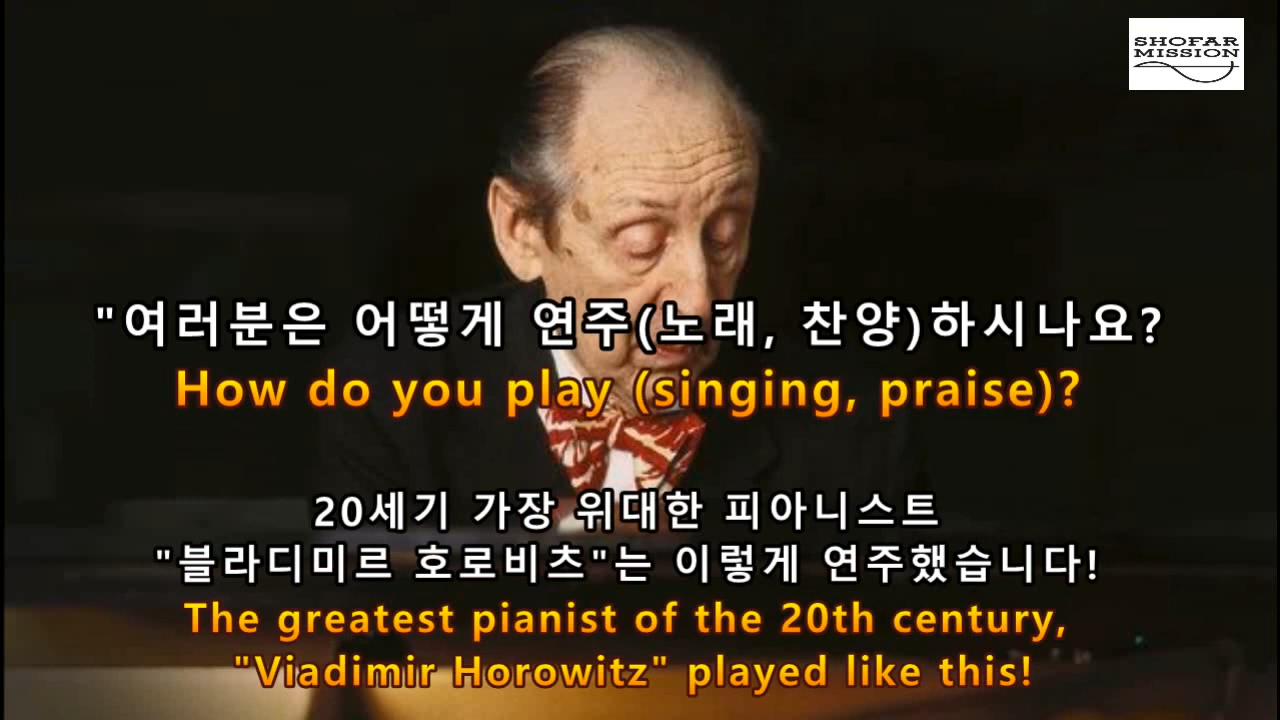 SHOFAR
MISSION
"여러분은 어떻게 연주(노래, 찬양)하시나요?
How do you play (singing, praise)?
20세기 가장 위대한 피아니스트
"블라디미르 호로비츠"는 이렇게 연주했습니다!
The greatest pianist of the 20th century,
"Viadimir Horowitz" played like this!